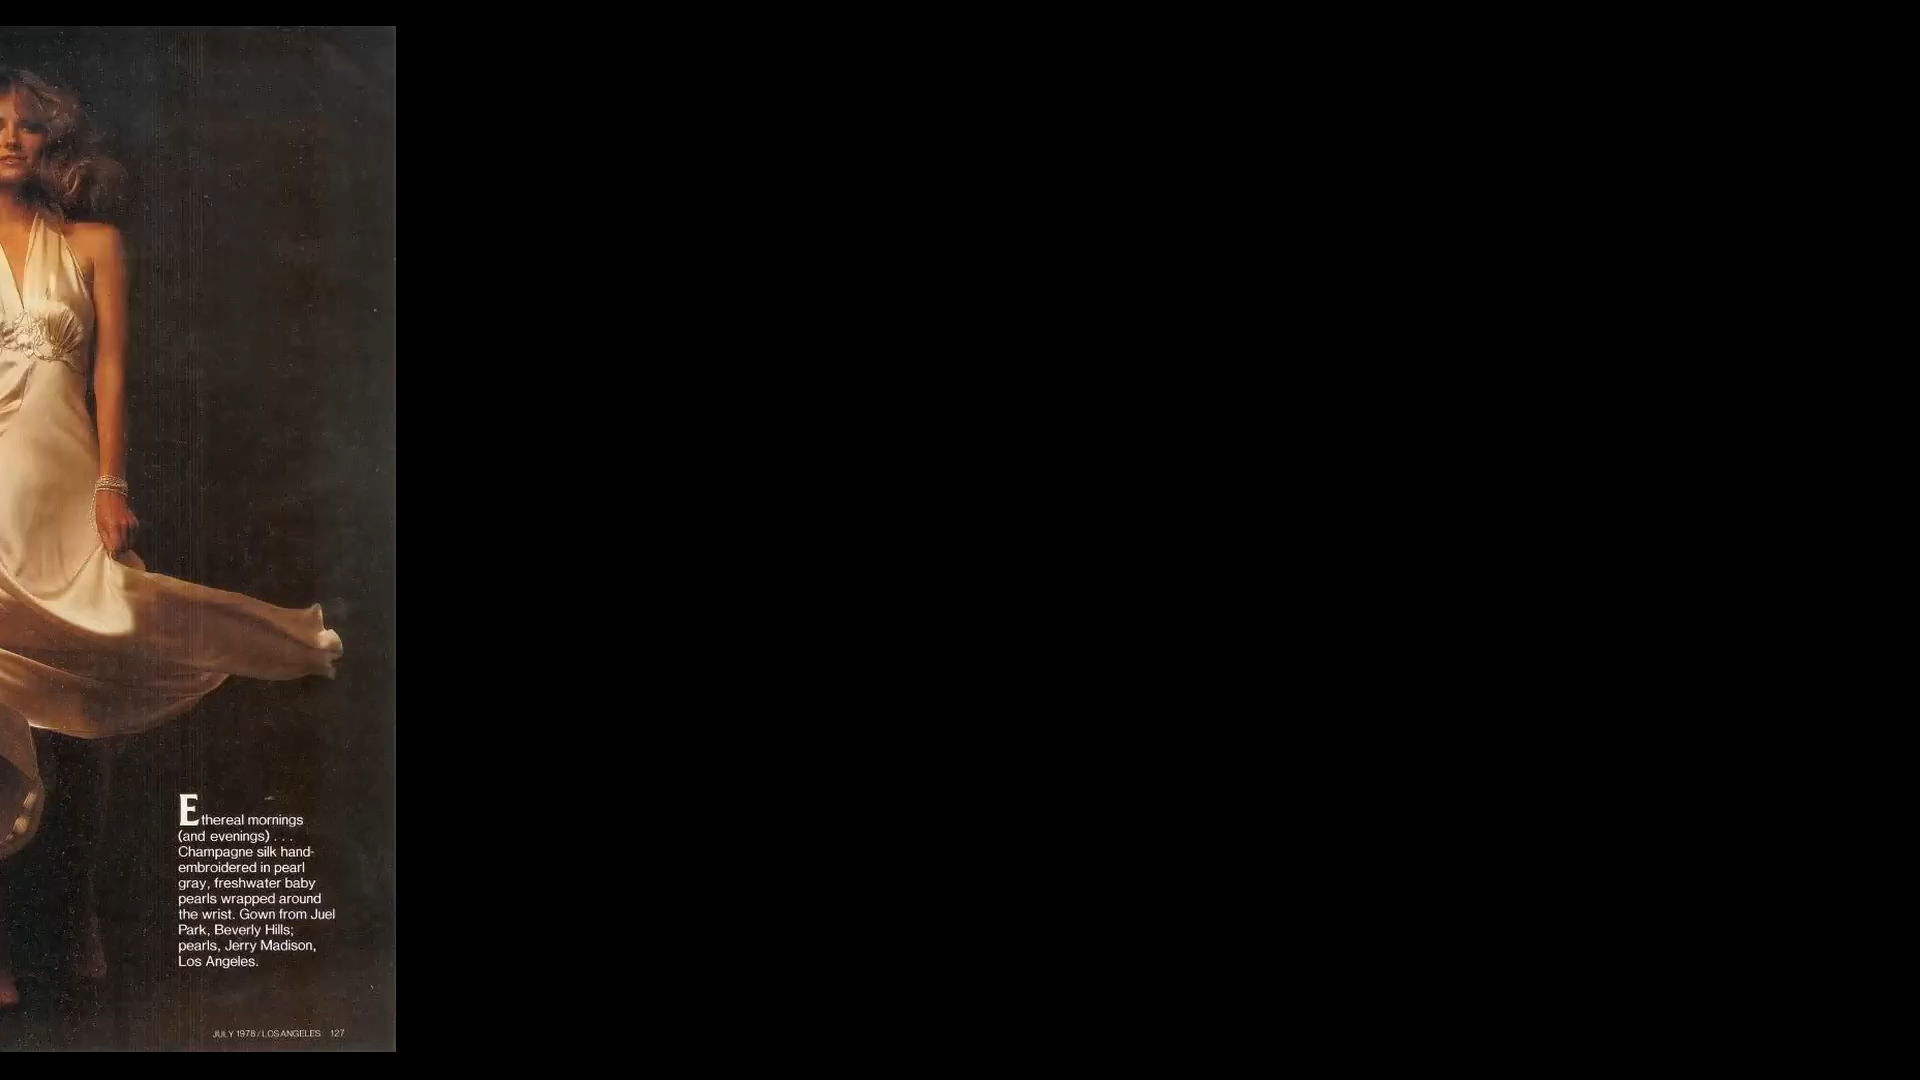 Ethereal mornings
(and evenings) . . .
Champagne silk hand-
embroidered in pearl
gray, freshwater baby
pearls wrapped around
the wrist. Gown from Juel
Park, Beverly Hills;
pearls, Jerry Madison,
Los Angeles.
JULY 1978/LOS ANGELES 127